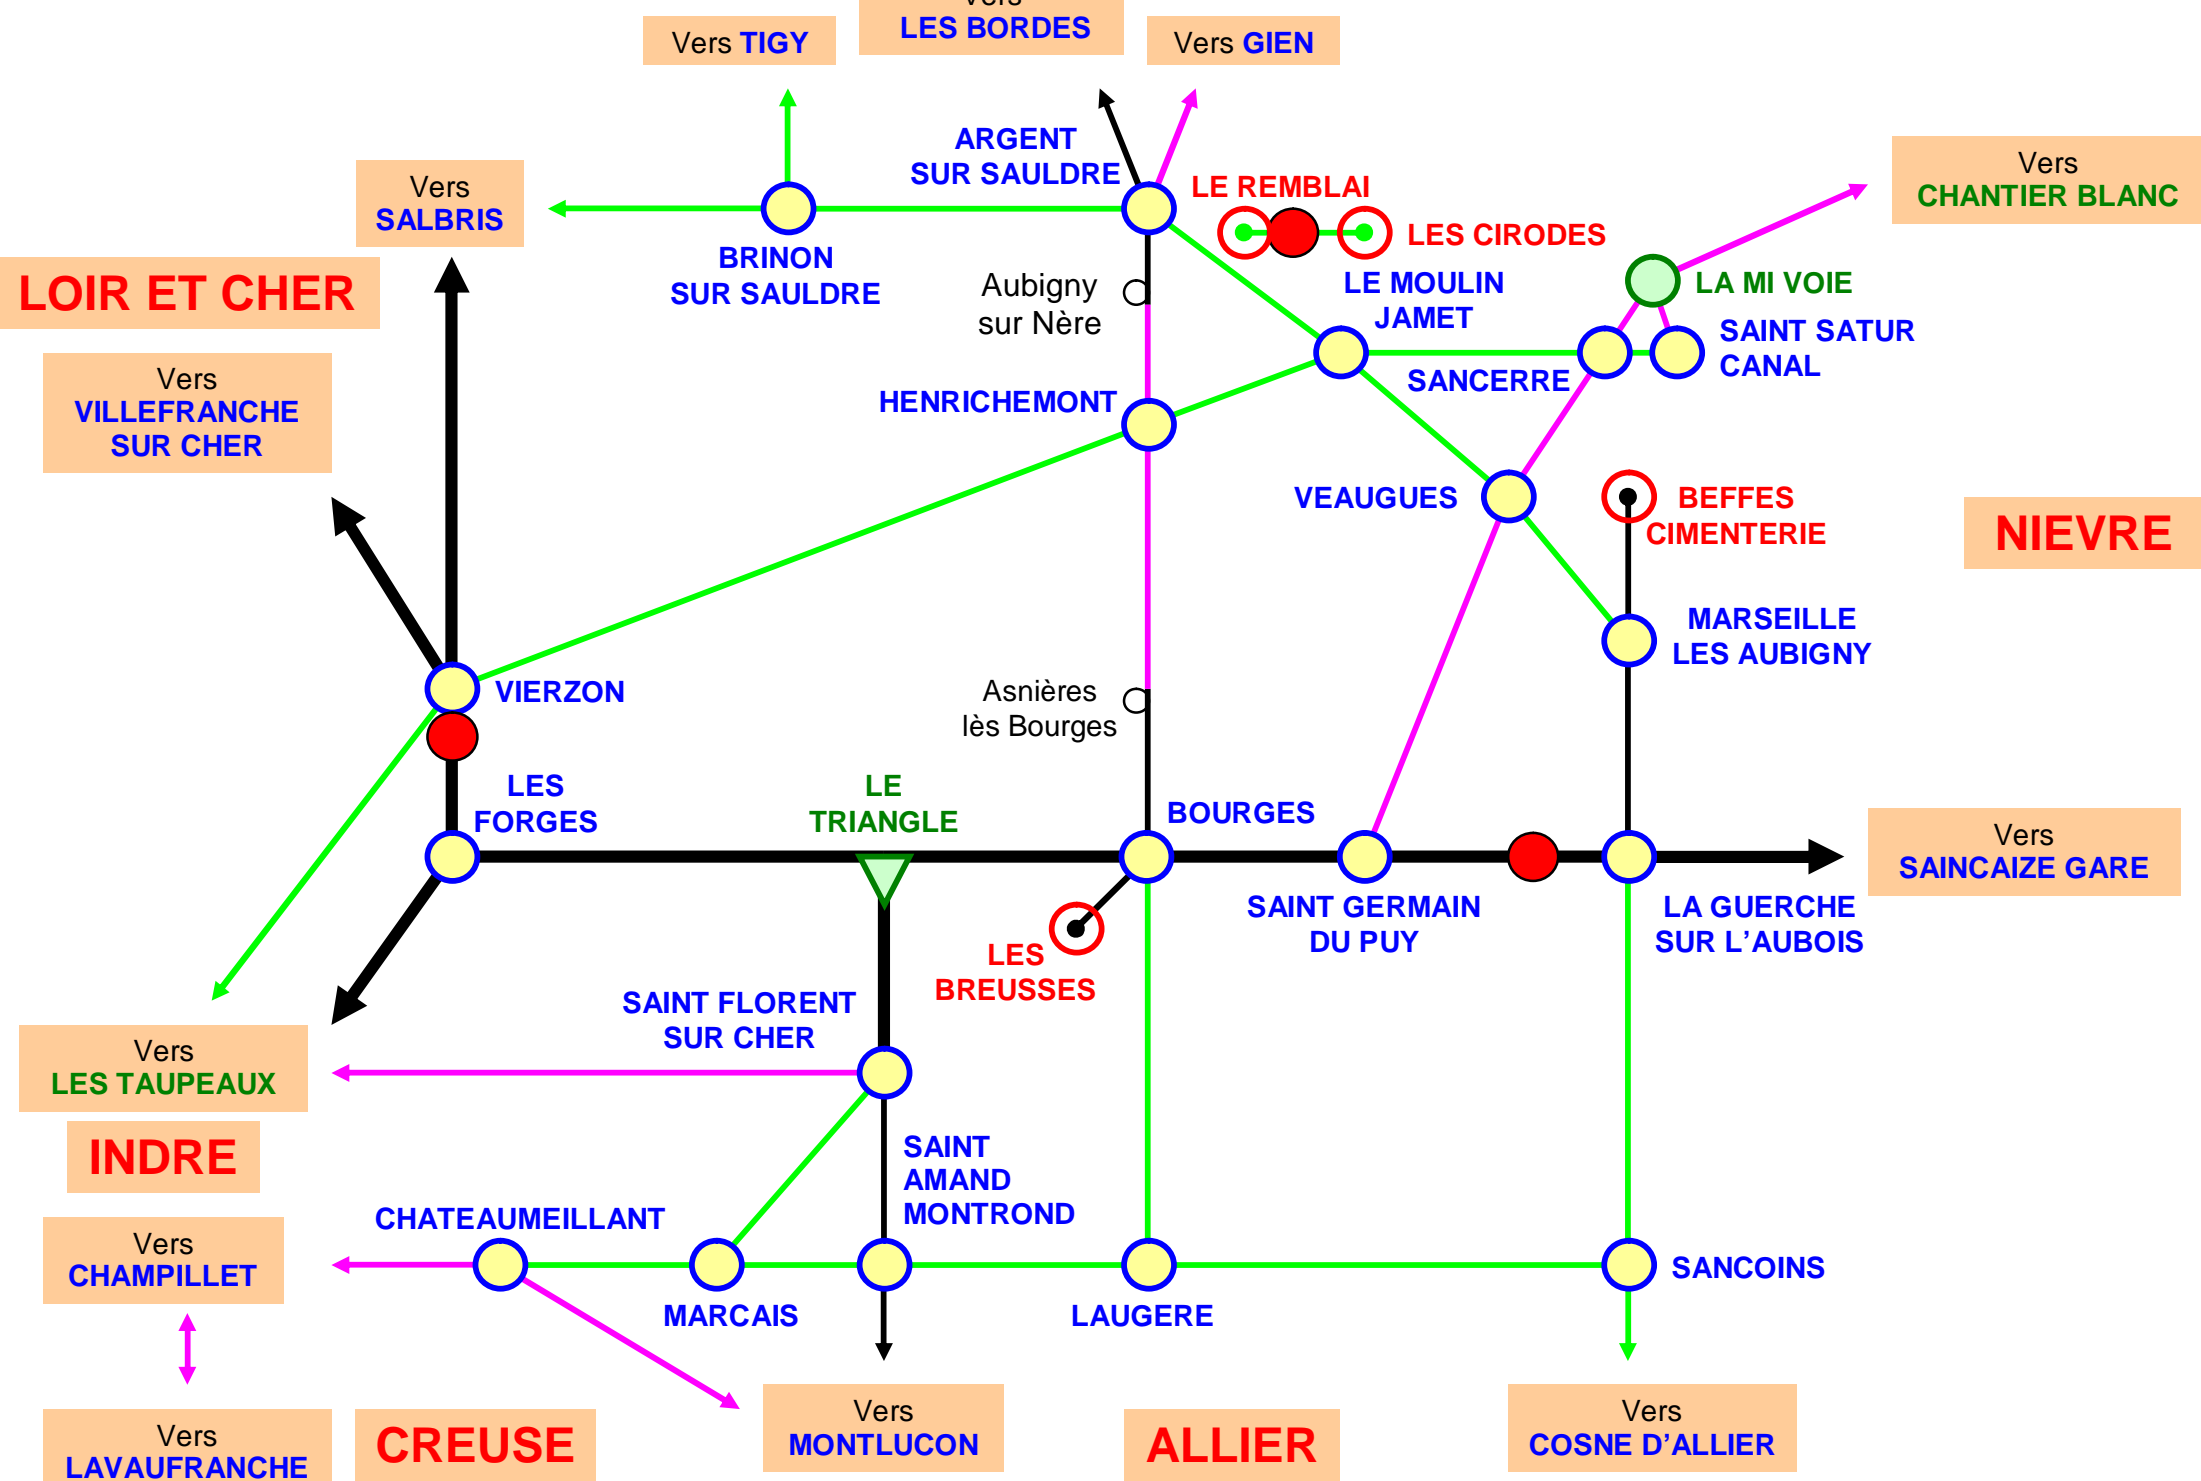 Vers
LES BORDES
Vers TIGY
Vers GIEN
ARGENT
SUR SAULDRE
Vers
CHANTIER BLANC
Vers
SALBRIS
LE REMBLAI
LES CIRODES
BRINON
SUR SAULDRE
LOIR ET CHER
Aubigny
sur Nère
LE MOULIN
JAMET
LA MI VOIE
SAINT SATUR
CANAL
Vers
VILLEFRANCHE
SUR CHER
HENRICHEMONT
SANCERRE
VEAUGUES
BEFFES
CIMENTERIE
NIEVRE
MARSEILLE
LES AUBIGNY
VIERZON
Asnières
lès Bourges
LES
FORGES
LE
TRIANGLE
BOURGES
Vers
SAINCAIZE GARE
SAINT GERMAIN
DU PUY
LA GUERCHE
SUR L'AUBOIS
LES
BREUSSES
SAINT FLORENT
SUR CHER
Vers
LES TAUPEAUX
INDRE
SAINT
AMAND
MONTROND
CHATEAUMEILLANT
Vers
CHAMPILLET
MARCAIS
LAUGERE
SANCOINS
Vers
LAVAUFRANCHE
CREUSE
Vers
MONTLUCON
ALLIER
Vers
COSNE D'ALLIER